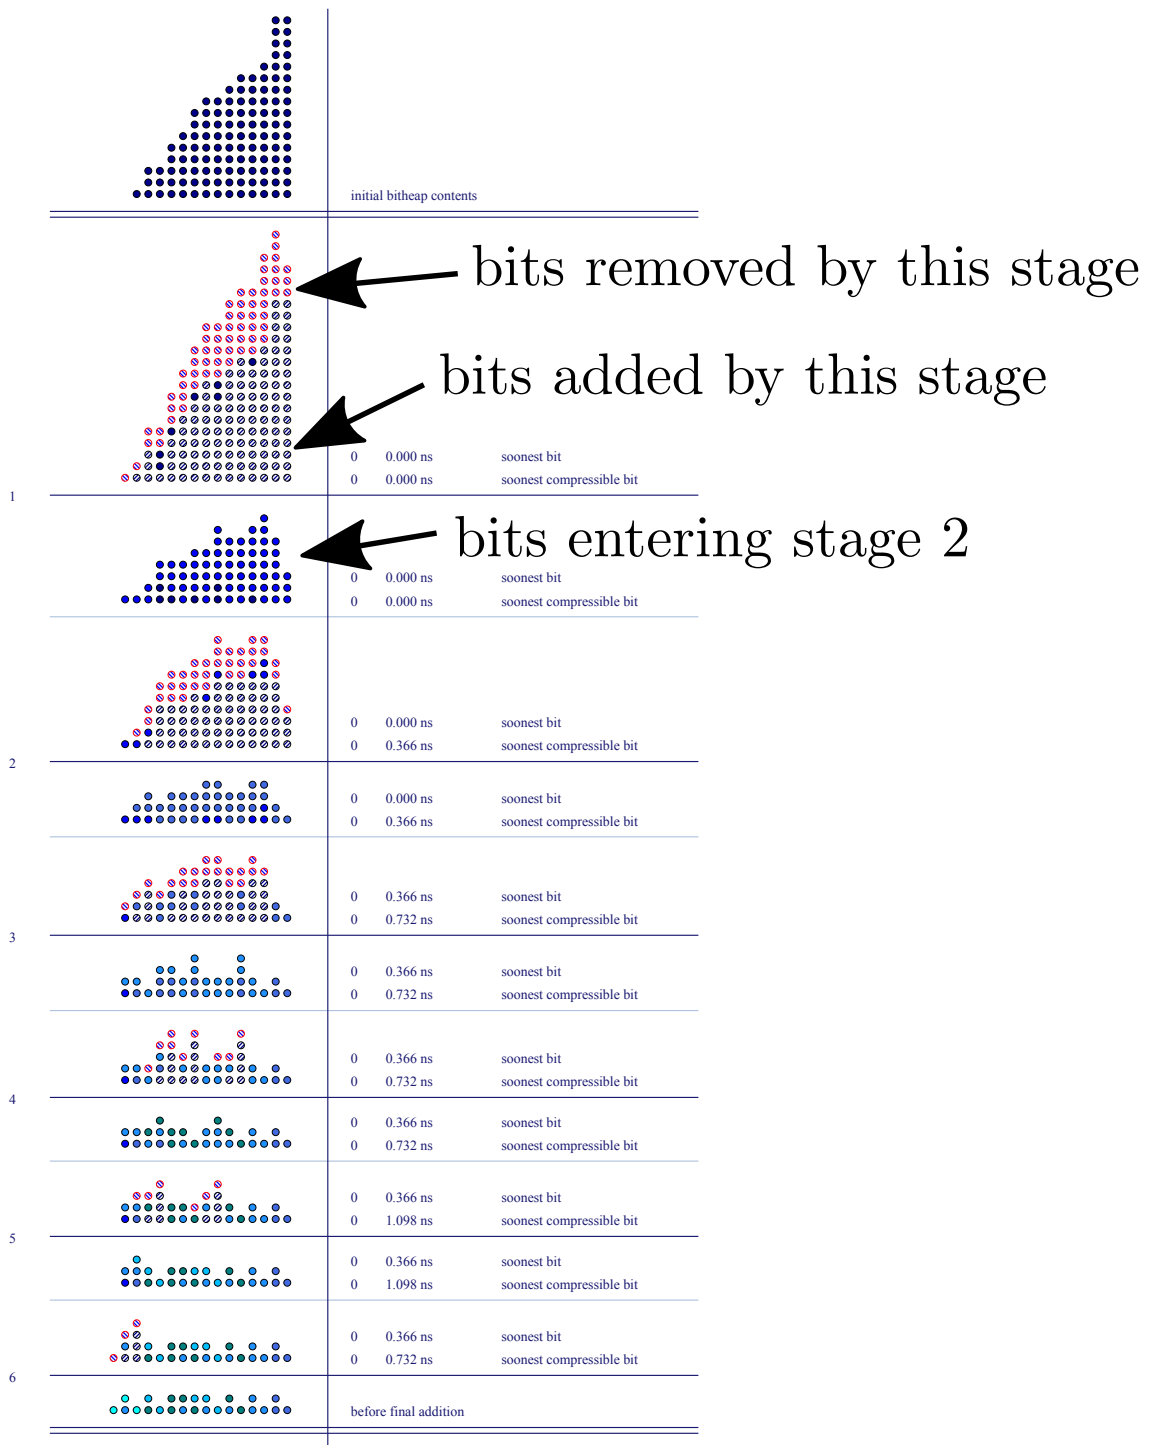 initial bitheap contents
bits removed by this stage
bits added by this stage
0 0.000 ns soonest bit
0 0.000 ns soonest compressible bit
1
bits entering stage 2
0 0.000 ns soonest bit
0 0.000 ns soonest compressible bit
0 0.000 ns soonest bit
0 0.366 ns soonest compressible bit
2
0 0.000 ns soonest bit
0 0.366 ns soonest compressible bit
0 0.366 ns soonest bit
0 0.732 ns soonest compressible bit
3
0 0.366 ns soonest bit
0 0.732 ns soonest compressible bit
0 0.366 ns soonest bit
0 0.732 ns soonest compressible bit
4
0 0.366 ns soonest bit
0 0.732 ns soonest compressible bit
0 0.366 ns soonest bit
0 1.098 ns soonest compressible bit
5
0 0.366 ns soonest bit
0 1.098 ns soonest compressible bit
0 0.366 ns soonest bit
0 0.732 ns soonest compressible bit
6
before final addition